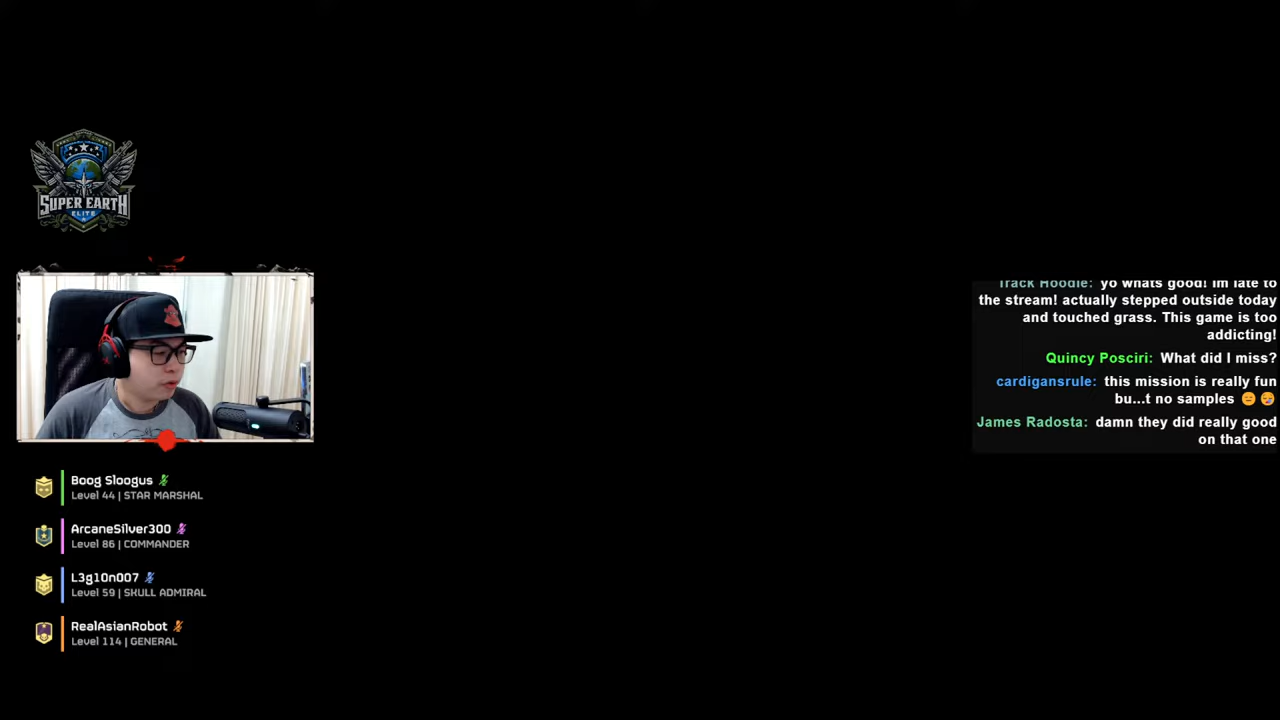 SUPER EARTH
ELITE
Track Hoodie: yo whats good! Im late to
the stream! actually stepped outside today
and touched grass. This game is too
addicting!
Quincy Posciri: What did I miss?
cardigansrule: this mission is really fun
bu...t no samples 😑 😪
James Radosta: damn they did really good
on that one
Boog Sloogus
Level 44 | STAR MARSHAL
ArcaneSilver300
Level 86 | COMMANDER
L3g10n007
Level 59 | SKULL ADMIRAL
RealAsianRobot
Level 114 | GENERAL